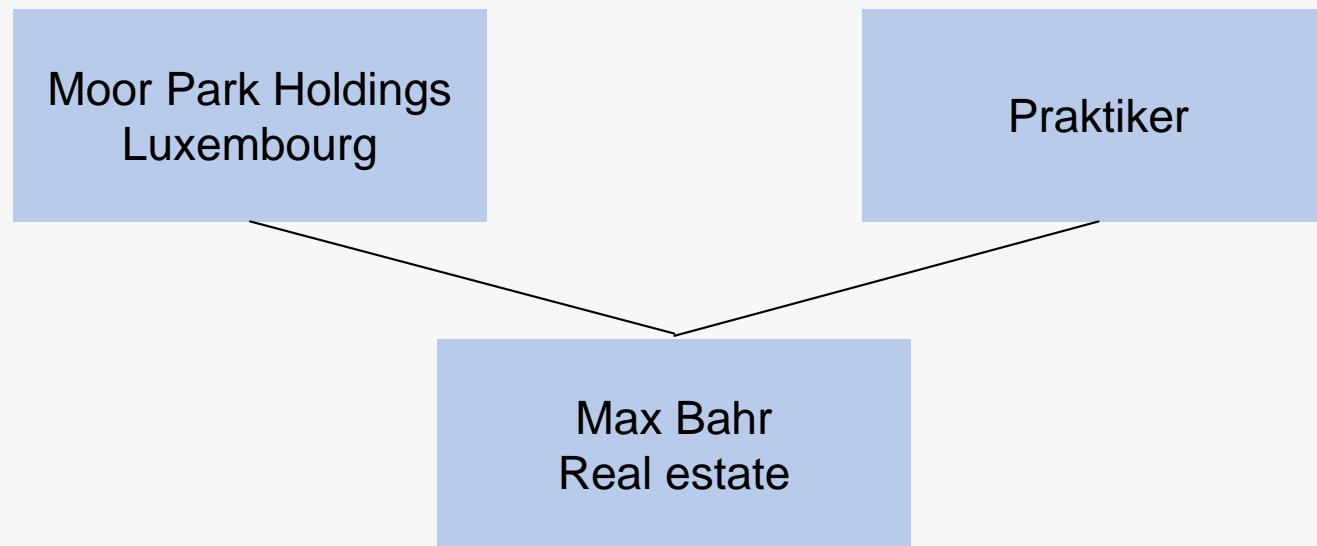 Moor Park Holdings
Luxembourg
Praktiker
Max Bahr
Real estate